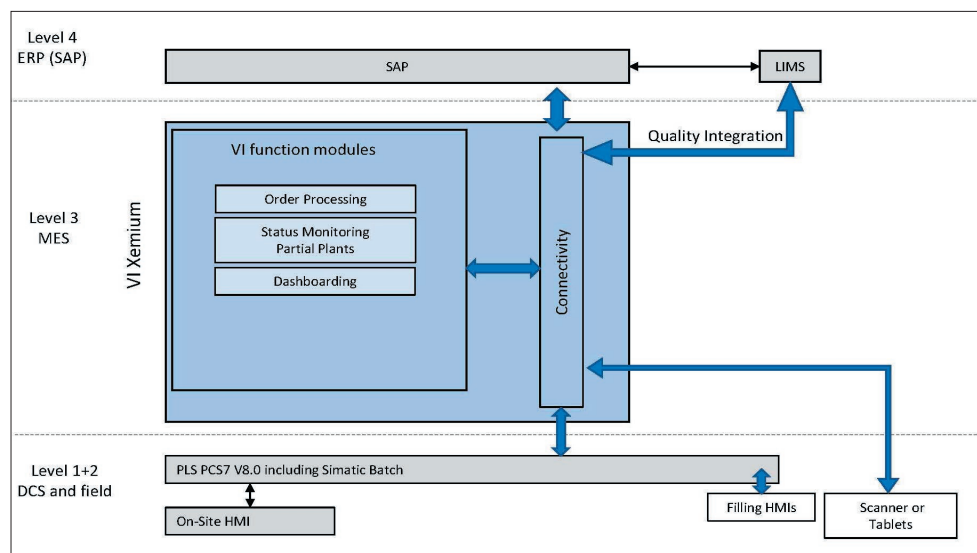 Level 4
ERP (SAP)
SAP
LIMS
Quality Integration
VI function modules
Order Processing
Status Monitoring
Partial Plants
Dashboarding
Connectivity
Level 3
MES
VI Xemium
Level 1+2
DCS and field
PLS PCS7 V8.0 including Simatic Batch
On-Site HMI
Filling HMIs
Scanner or
Tablets